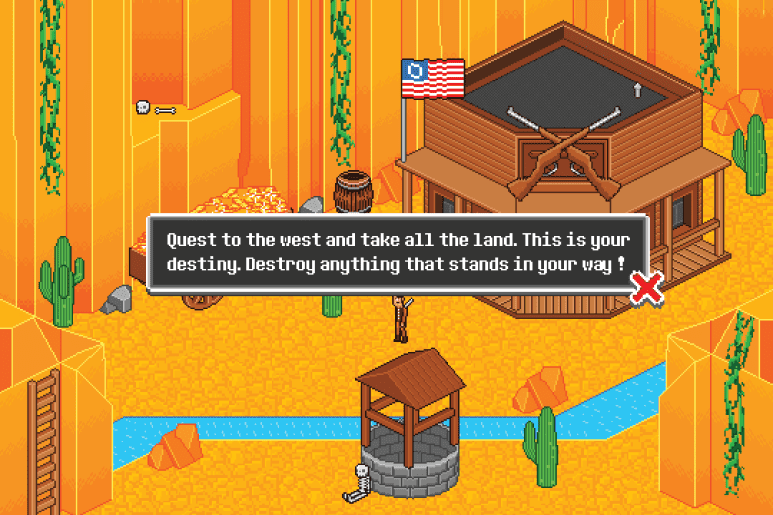 Quest to the west and take all the land. This is your
destiny. Destroy anything that stands in your way !